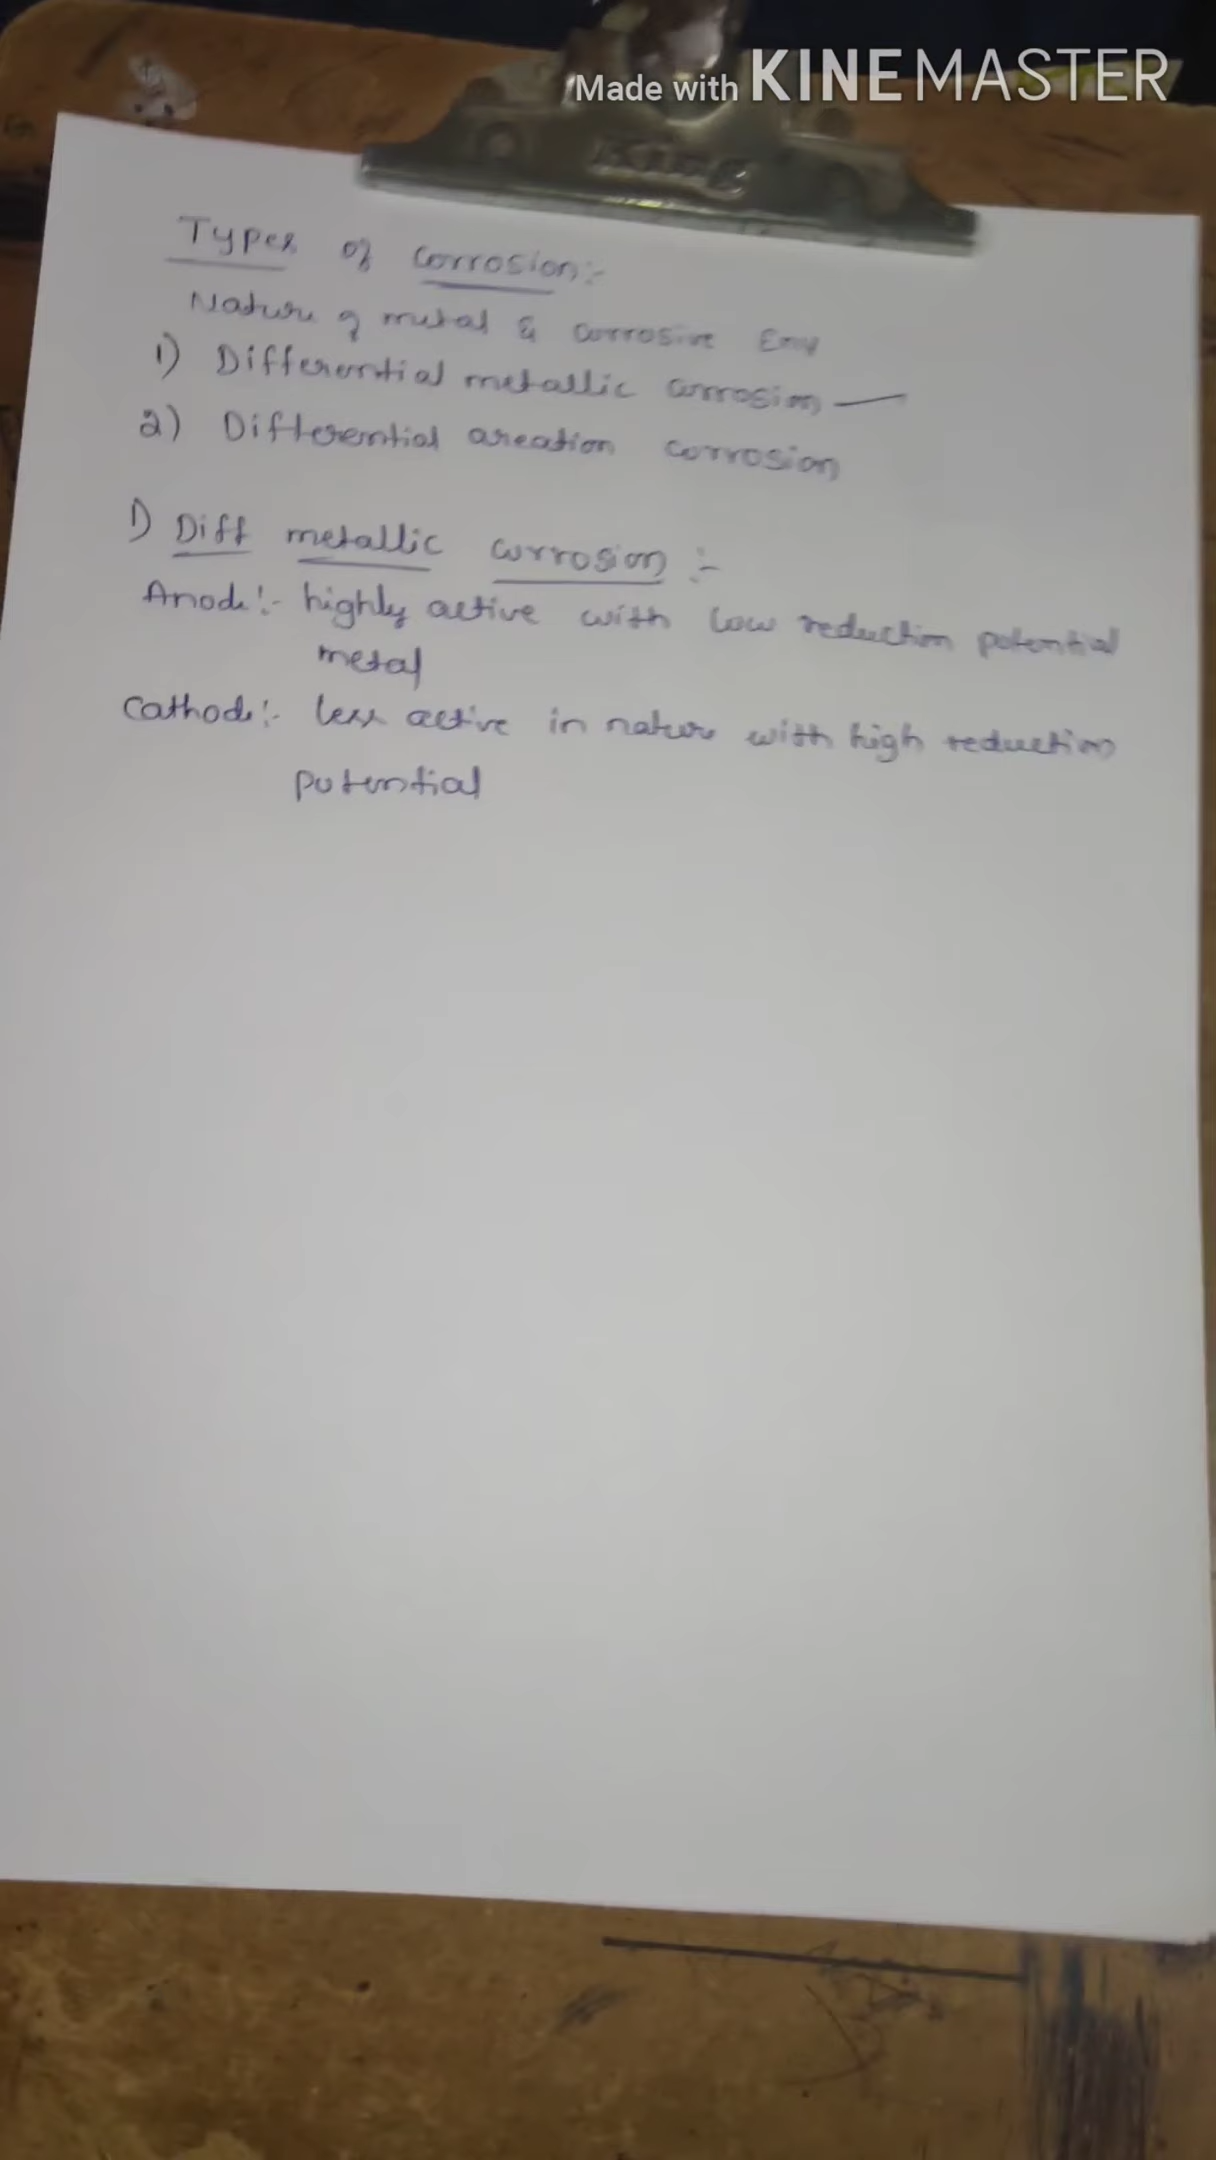 Made with KINEMASTER
KING
Types of corrosion:-
Nature of metal & corrosive Env
1) Differential metallic corrosion —
2) Differential areation corrosion
1) Diff metallic corrosion :-
Anode:- highly active with low reduction potential
metal
Cathode:- less active in nature with high reduction
potential